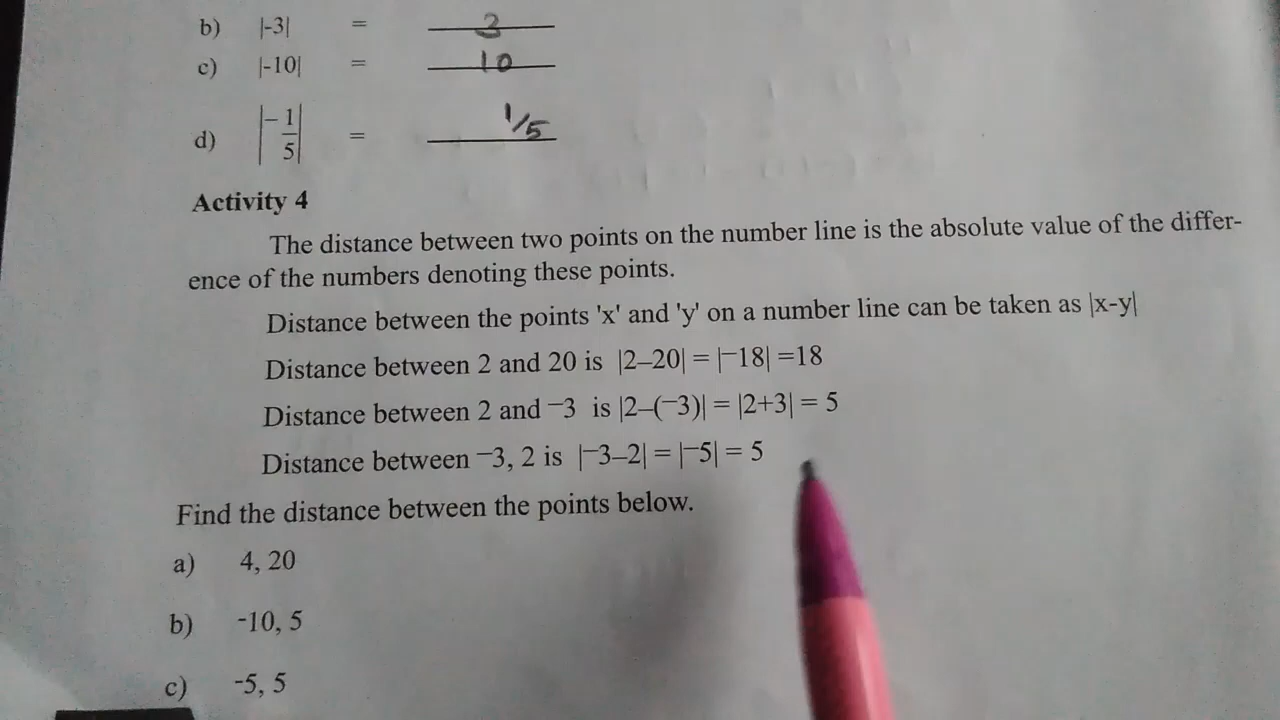 b) |-3| = 3
c) |-10| = 10
d) |-1/5| = 1/5
Activity 4
The distance between two points on the number line is the absolute value of the differ-
ence of the numbers denoting these points.
Distance between the points 'x' and 'y' on a number line can be taken as |x-y|
Distance between 2 and 20 is |2–20| = |⁻18| =18
Distance between 2 and ⁻3 is |2–(⁻3)| = |2+3| = 5
Distance between ⁻3, 2 is |⁻3–2| = |⁻5| = 5
Find the distance between the points below.
a) 4, 20
b) -10, 5
c) -5, 5